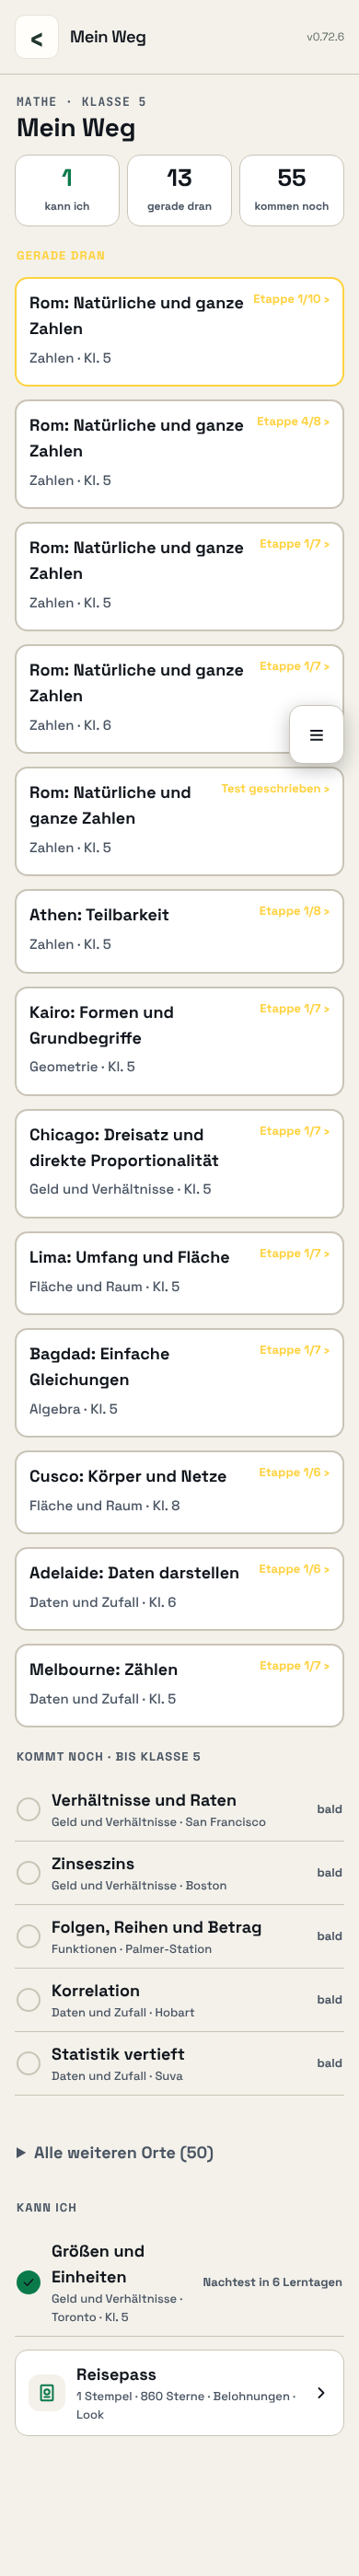 Mein Weg
v0.72.6
MATHE · KLASSE 5
Mein Weg
1
kann ich
13
gerade dran
55
kommen noch
GERADE DRAN
Rom: Natürliche und ganze Etappe 1/10 >
Zahlen
Zahlen · Kl. 5
Rom: Natürliche und ganze Etappe 4/8 >
Zahlen
Zahlen · Kl. 5
Rom: Natürliche und ganze Etappe 1/7 >
Zahlen
Zahlen · Kl. 5
Rom: Natürliche und ganze Etappe 1/7 >
Zahlen
Zahlen · Kl. 6
Rom: Natürliche und Test geschrieben >
ganze Zahlen
Zahlen · Kl. 5
Athen: Teilbarkeit Etappe 1/8 >
Zahlen · Kl. 5
Kairo: Formen und Etappe 1/7 >
Grundbegriffe
Geometrie · Kl. 5
Chicago: Dreisatz und Etappe 1/7 >
direkte Proportionalität
Geld und Verhältnisse · Kl. 5
Lima: Umfang und Fläche Etappe 1/7 >
Fläche und Raum · Kl. 5
Bagdad: Einfache Etappe 1/7 >
Gleichungen
Algebra · Kl. 5
Cusco: Körper und Netze Etappe 1/6 >
Fläche und Raum · Kl. 8
Adelaide: Daten darstellen Etappe 1/6 >
Daten und Zufall · Kl. 6
Melbourne: Zählen Etappe 1/7 >
Daten und Zufall · Kl. 5
KOMMT NOCH · BIS KLASSE 5
Verhältnisse und Raten bald
Geld und Verhältnisse · San Francisco
Zinseszins bald
Geld und Verhältnisse · Boston
Folgen, Reihen und Betrag bald
Funktionen · Palmer-Station
Korrelation bald
Daten und Zufall · Hobart
Statistik vertieft bald
Daten und Zufall · Suva
Alle weiteren Orte (50)
KANN ICH
Größen und
Einheiten
Nachtest in 6 Lerntagen
Geld und Verhältnisse ·
Toronto · Kl. 5
Reisepass
1 Stempel · 860 Sterne · Belohnungen ·
Look